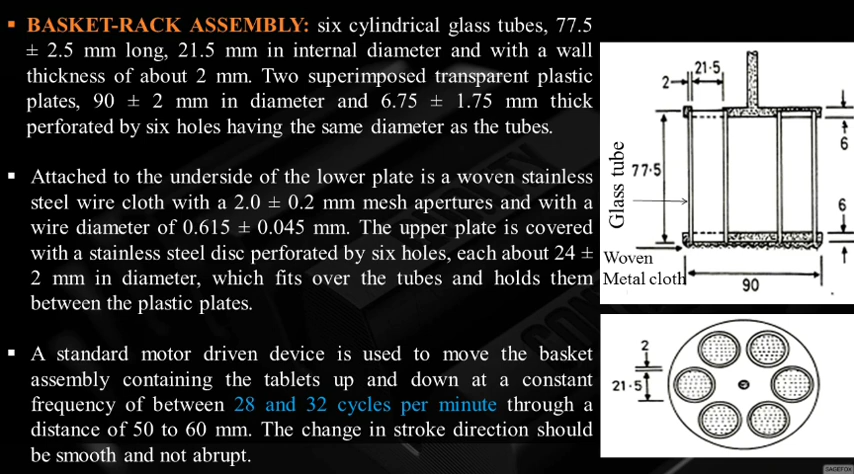 ▪ BASKET-RACK ASSEMBLY: six cylindrical glass tubes, 77.5
± 2.5 mm long, 21.5 mm in internal diameter and with a wall
thickness of about 2 mm. Two superimposed transparent plastic
plates, 90 ± 2 mm in diameter and 6.75 ± 1.75 mm thick
perforated by six holes having the same diameter as the tubes.
▪ Attached to the underside of the lower plate is a woven stainless
steel wire cloth with a 2.0 ± 0.2 mm mesh apertures and with a
wire diameter of 0.615 ± 0.045 mm. The upper plate is covered
with a stainless steel disc perforated by six holes, each about 24 ±
2 mm in diameter, which fits over the tubes and holds them
between the plastic plates.
▪ A standard motor driven device is used to move the basket
assembly containing the tablets up and down at a constant
frequency of between 28 and 32 cycles per minute through a
distance of 50 to 60 mm. The change in stroke direction should
be smooth and not abrupt.
21·5
2
6
77·5
Glass tube
6
Woven
Metal cloth
90
2
21·5
SAGEFOX